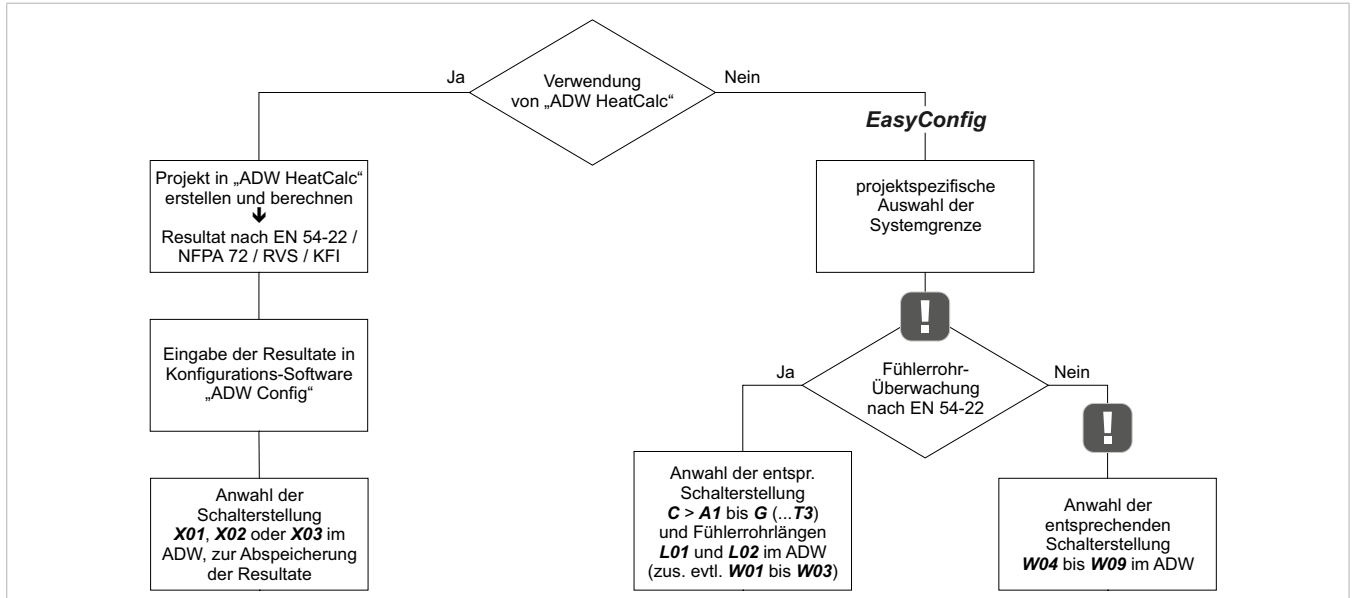 Verwendung
von „ADW HeatCalc“
Ja
Nein
EasyConfig
Projekt in „ADW HeatCalc“
erstellen und berechnen
🡻
Resultat nach EN 54-22 /
NFPA 72 / RVS / KFI
Eingabe der Resultate in
Konfigurations-Software
„ADW Config“
Anwahl der
Schalterstellung
X01, X02 oder X03 im
ADW, zur Abspeicherung
der Resultate
projektspezifische
Auswahl der
Systemgrenze
!
Fühlerrohr-
Überwachung
nach EN 54-22
Ja
Nein
!
Anwahl der entspr.
Schalterstellung
C > A1 bis G (...T3)
und Fühlerrohrlängen
L01 und L02 im ADW
(zus. evtl. W01 bis W03)
Anwahl der
entsprechenden
Schalterstellung
W04 bis W09 im ADW